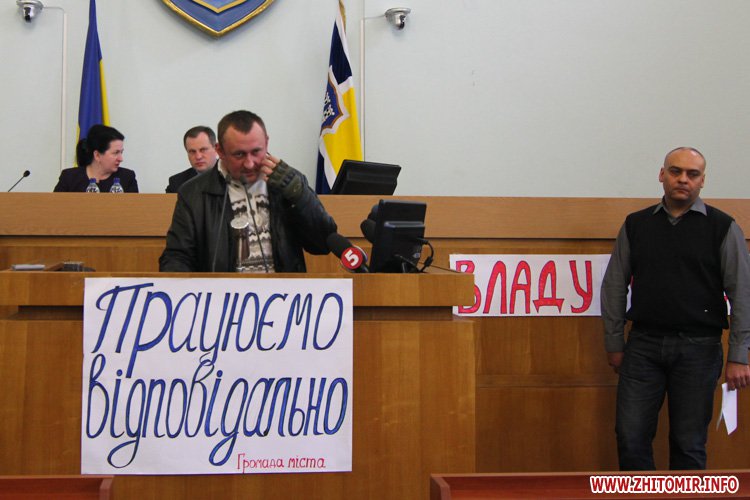 5
ВЛАДУ
Працюємо
відповідально
Громада міста
WWW.ZHITOMIR.INFO